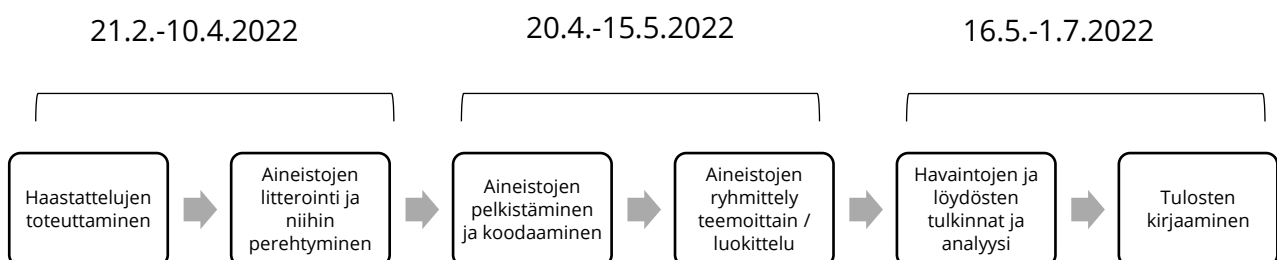 21.2.-10.4.2022
20.4.-15.5.2022
16.5.-1.7.2022
Haastattelujen
toteuttaminen
Aineistojen
litterointi ja
niihin
perehtyminen
Aineistojen
pelkistäminen
ja koodaaminen
Aineistojen
ryhmittely
teemoittain /
luokittelu
Havaintojen ja
löydösten
tulkinnat ja
analyysi
Tulosten
kirjaaminen